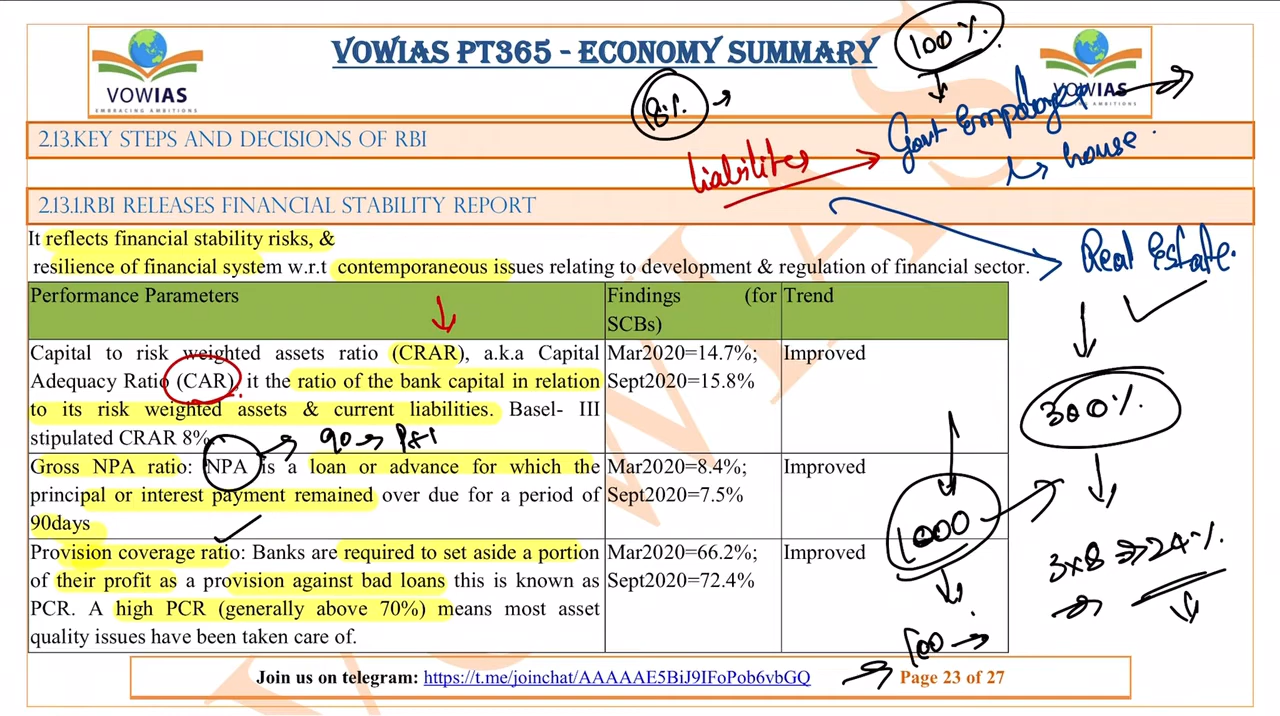 VOWIAS PT365 - ECONOMY SUMMARY
VOWIAS
EMBRACING AMBITIONS
VOWIAS
100%
8%
Govt Employee
house
liabilites
2.13.KEY STEPS AND DECISIONS OF RBI
2.13.1.RBI RELEASES FINANCIAL STABILITY REPORT
It reflects financial stability risks, &
resilience of financial system w.r.t contemporaneous issues relating to development & regulation of financial sector.
Real Estate.
Performance Parameters
Findings (for SCBs)
Trend
Capital to risk weighted assets ratio (CRAR), a.k.a Capital
Adequacy Ratio (CAR), it the ratio of the bank capital in relation
to its risk weighted assets & current liabilities. Basel- III
stipulated CRAR 8%.
Mar2020=14.7%;
Sept2020=15.8%
Improved
300%
90 → P&I
Gross NPA ratio: NPA is a loan or advance for which the
principal or interest payment remained over due for a period of
90days
Mar2020=8.4%;
Sept2020=7.5%
Improved
1000
3x8 => 24%
Provision coverage ratio: Banks are required to set aside a portion
of their profit as a provision against bad loans this is known as
PCR. A high PCR (generally above 70%) means most asset
quality issues have been taken care of.
Mar2020=66.2%;
Sept2020=72.4%
Improved
100
Join us on telegram: https://t.me/joinchat/AAAAAE5BiJ9IFoPob6vbGQ
Page 23 of 27